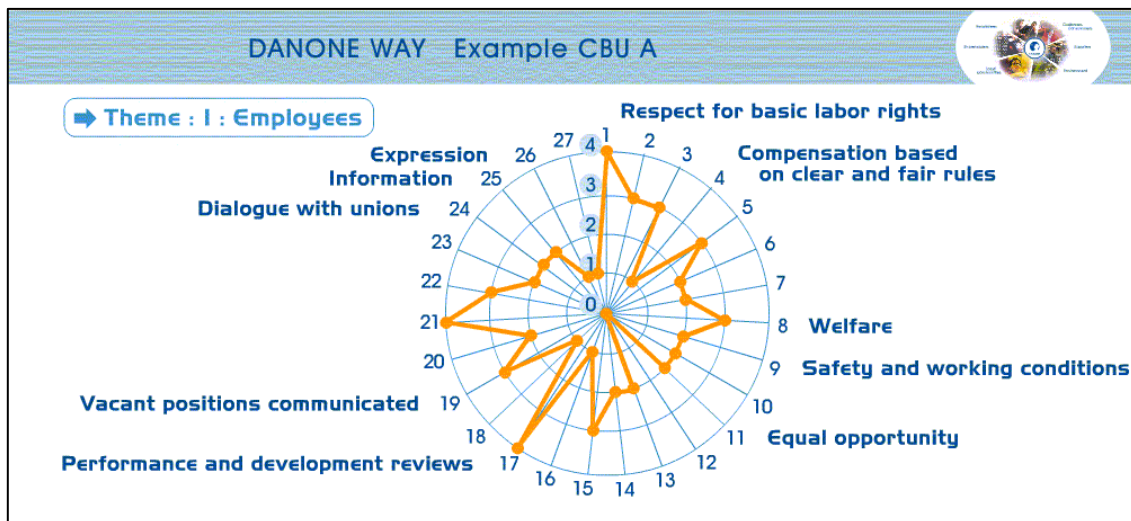 DANONE WAY Example CBU A
➡ Theme : I : Employees
Respect for basic labor rights
Compensation based
on clear and fair rules
Welfare
Safety and working conditions
Equal opportunity
Performance and development reviews
Vacant positions communicated
Dialogue with unions
Information
Expression
1
2
3
4
5
6
7
8
9
10
11
12
13
14
15
16
17
18
19
20
21
22
23
24
25
26
27
4
3
2
1
0